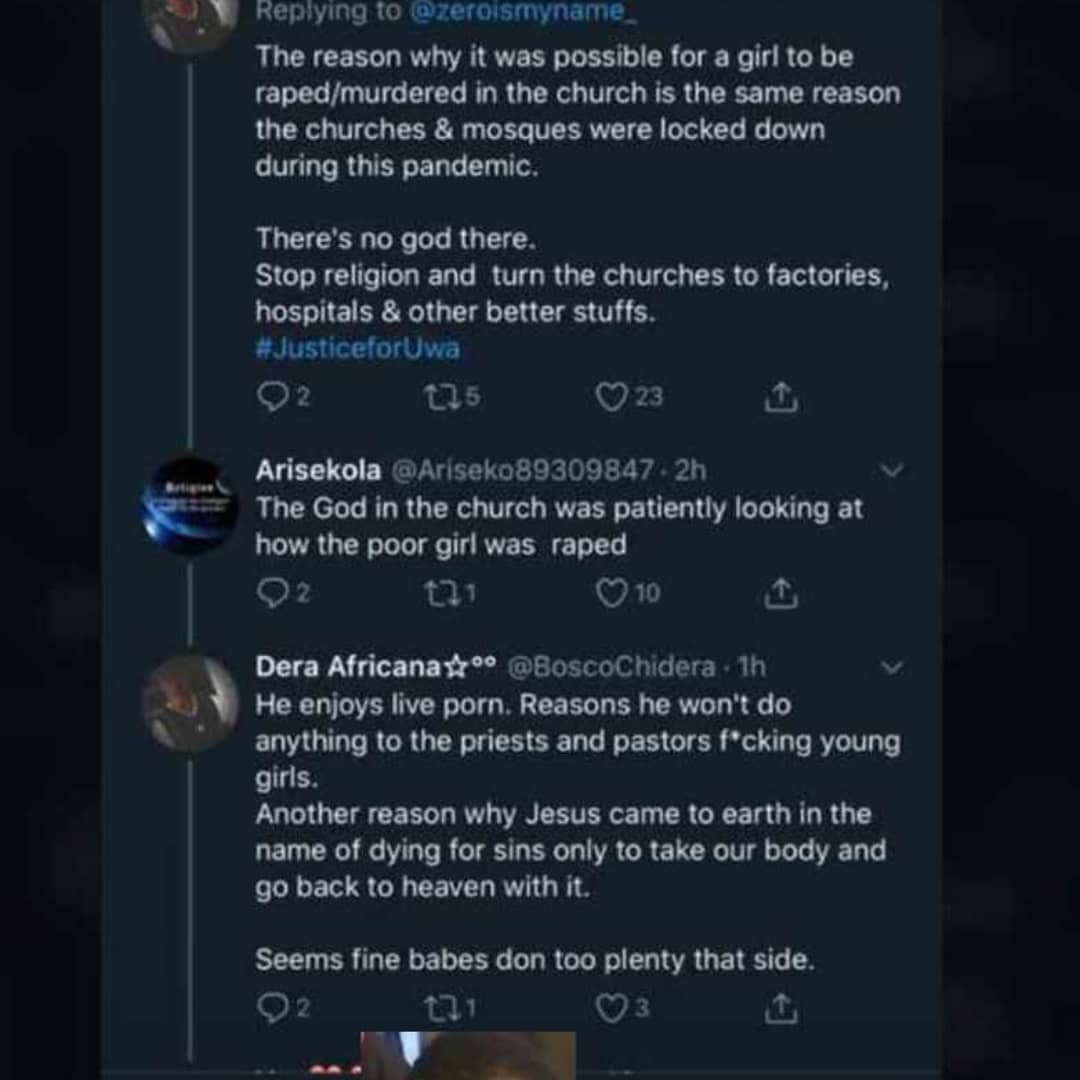 Replying to @zeroismyname_
The reason why it was possible for a girl to be
raped/murdered in the church is the same reason
the churches & mosques were locked down
during this pandemic.
There's no god there.
Stop religion and turn the churches to factories,
hospitals & other better stuffs.
#JusticeforUwa
2 5 23
Arisekola @Ariseko89309847 · 2h
Religion
The God in the church was patiently looking at
how the poor girl was raped
2 1 10
Dera Africana☆°° @BoscoChidera · 1h
He enjoys live porn. Reasons he won't do
anything to the priests and pastors f*cking young
girls.
Another reason why Jesus came to earth in the
name of dying for sins only to take our body and
go back to heaven with it.
Seems fine babes don too plenty that side.
2 1 3